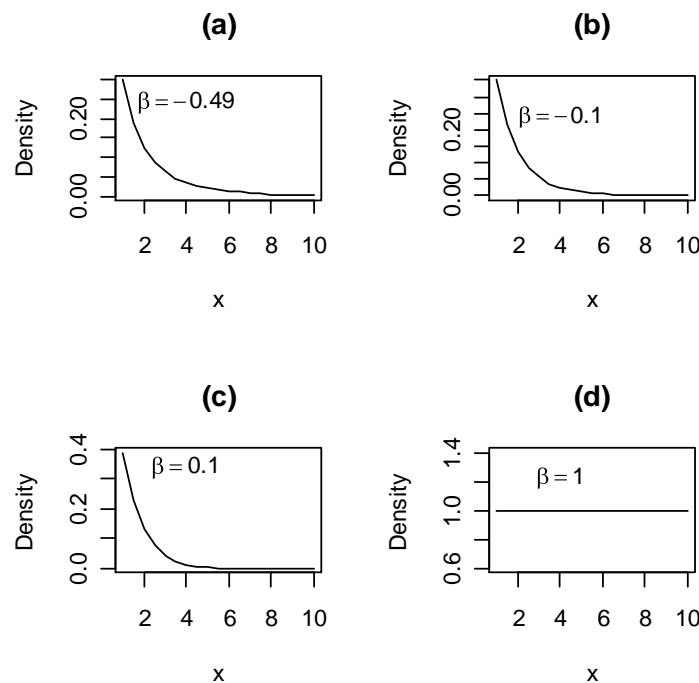 (a)
Density
0.00 0.20
β = −0.49
2 4 6 8 10
x
(b)
Density
0.00 0.20
β = −0.1
2 4 6 8 10
x
(c)
Density
0.0 0.2 0.4
β = 0.1
2 4 6 8 10
x
(d)
Density
0.6 1.0 1.4
β = 1
2 4 6 8 10
x